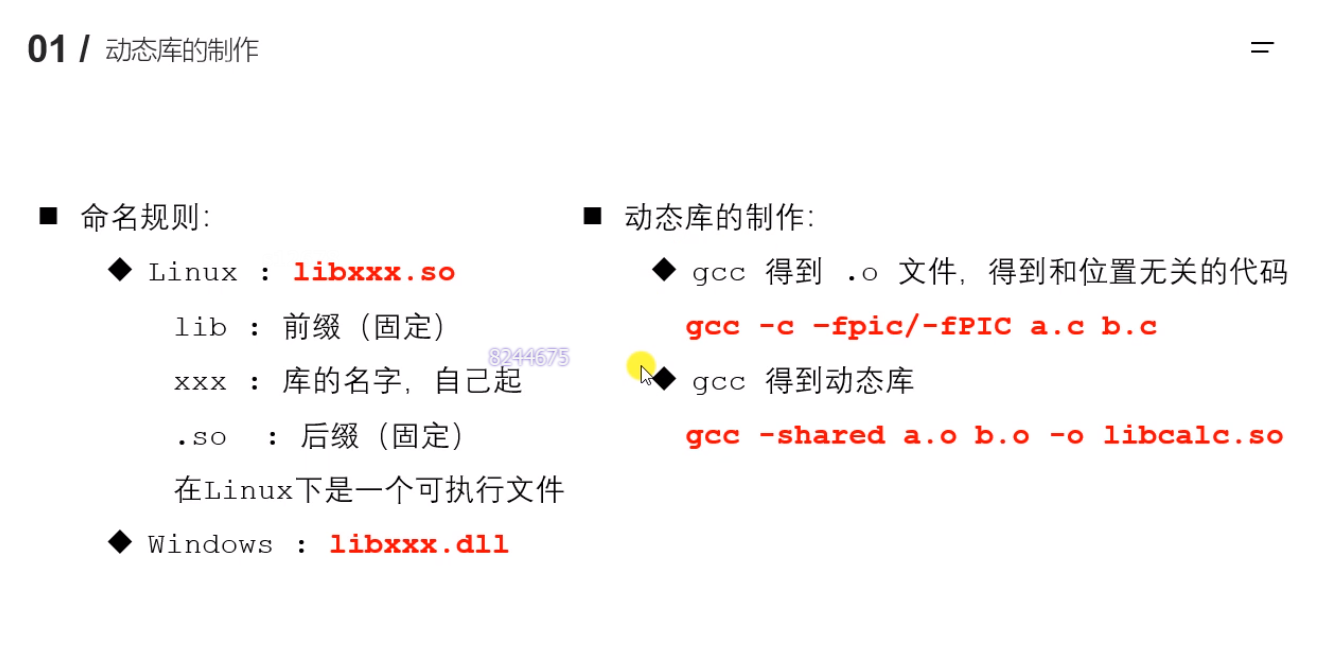 01 / 动态库的制作
■ 命名规则:
◆ Linux : libxxx.so
lib : 前缀（固定）
xxx : 库的名字，自己起
.so : 后缀（固定）
在Linux下是一个可执行文件
◆ Windows : libxxx.dll
8244675
■ 动态库的制作:
◆ gcc 得到 .o 文件，得到和位置无关的代码
gcc -c –fpic/-fPIC a.c b.c
◆ gcc 得到动态库
gcc -shared a.o b.o -o libcalc.so